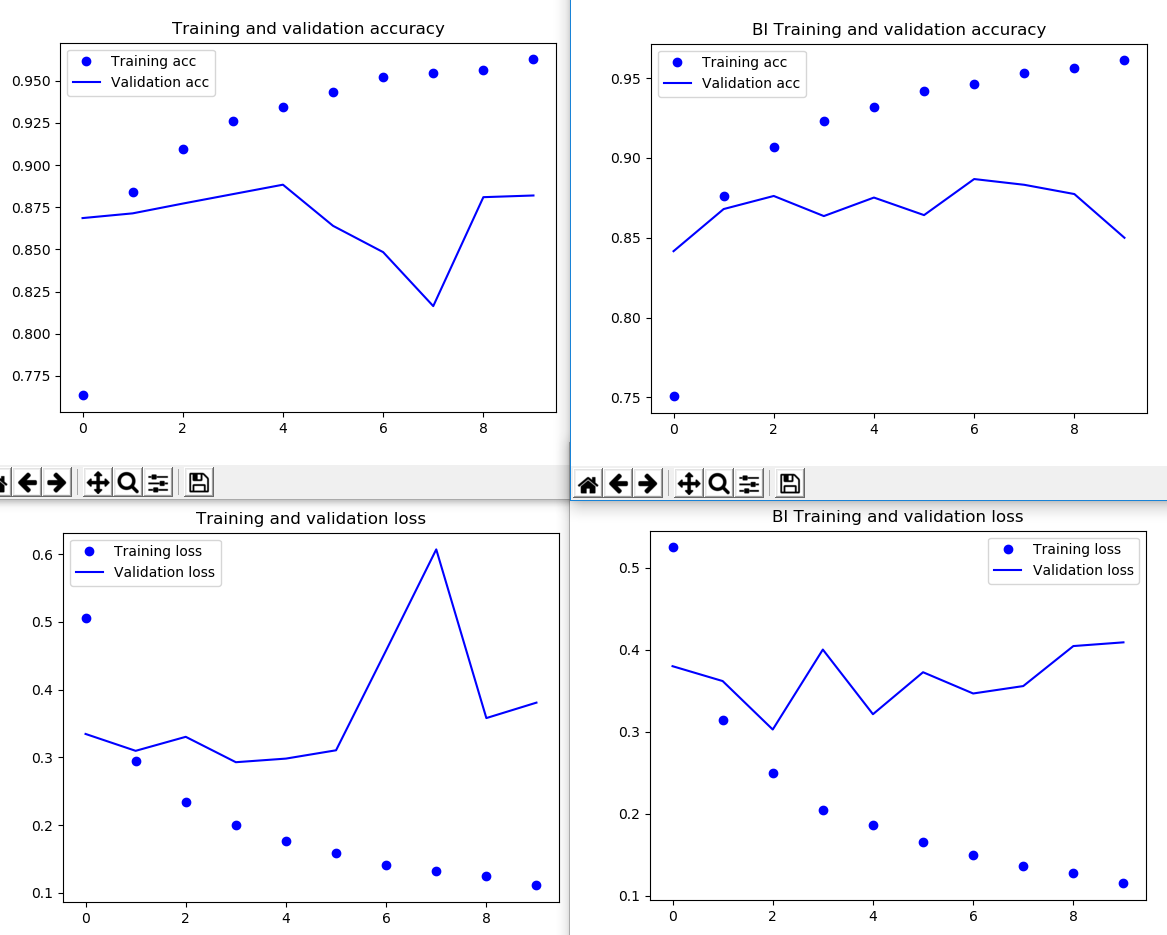 Training and validation accuracy
Training acc
Validation acc
0.950
0.925
0.900
0.875
0.850
0.825
0.800
0.775
0 2 4 6 8
BI Training and validation accuracy
Training acc
Validation acc
0.95
0.90
0.85
0.80
0.75
0 2 4 6 8
Training and validation loss
Training loss
Validation loss
0.6
0.5
0.4
0.3
0.2
0.1
0 2 4 6 8
BI Training and validation loss
Training loss
Validation loss
0.5
0.4
0.3
0.2
0.1
0 2 4 6 8